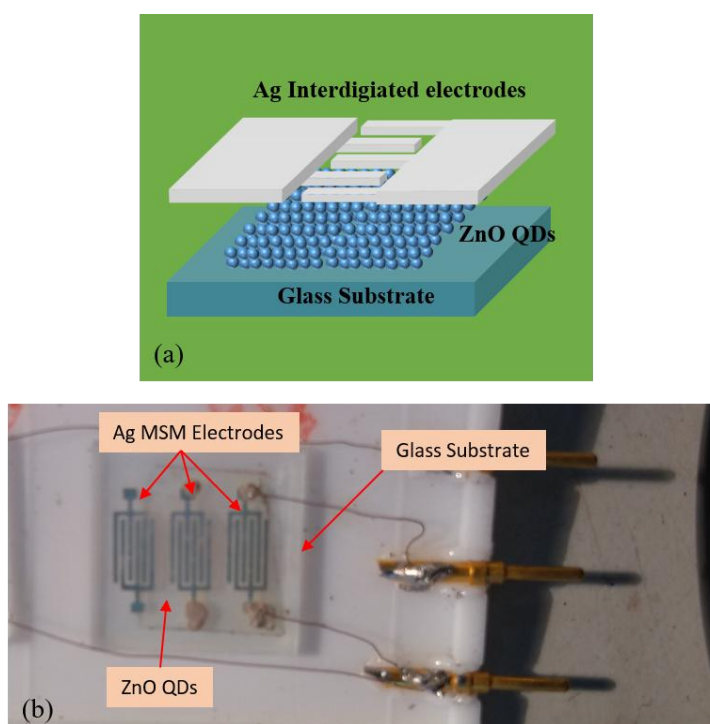 Ag Interdigiated electrodes
ZnO QDs
Glass Substrate
(a)
Ag MSM Electrodes
Glass Substrate
ZnO QDs
(b)